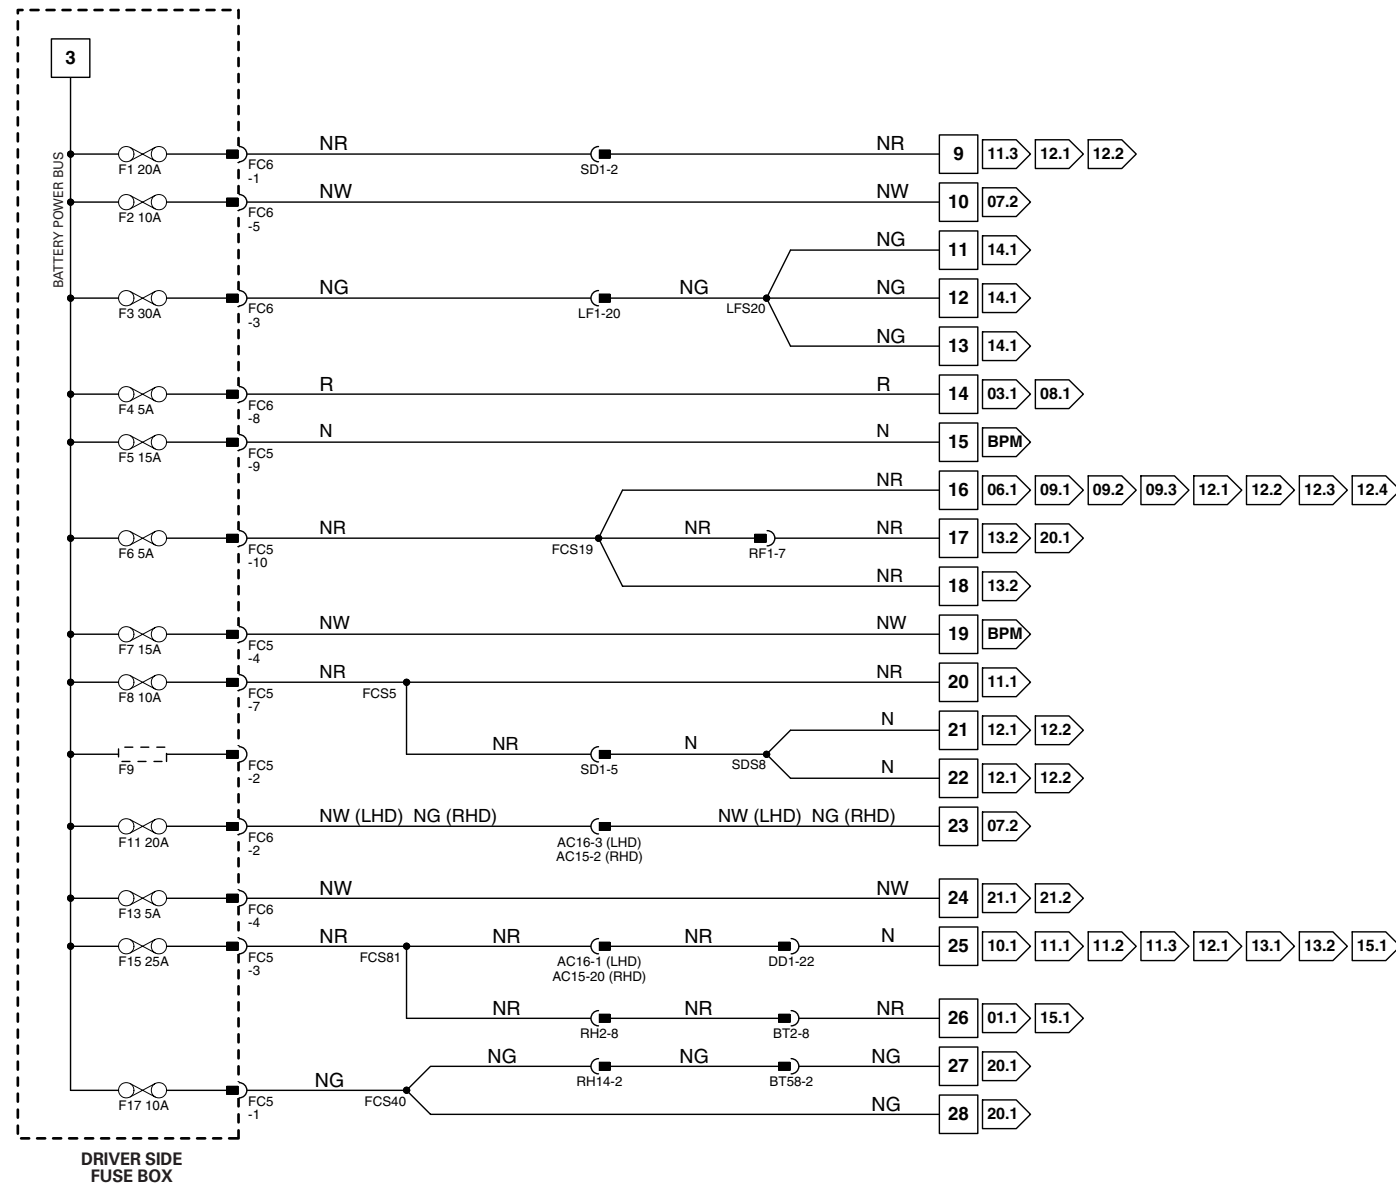 3
BATTERY POWER BUS
F1 20A
FC6
-1
NR
SD1-2
NR
9 11.3 12.1 12.2
F2 10A
FC6
-5
NW
NW
10 07.2
NG
11 14.1
F3 30A
FC6
-3
NG
LF1-20
NG
LFS20
NG
12 14.1
NG
13 14.1
F4 5A
FC6
-8
R
R
14 03.1 08.1
F5 15A
FC5
-9
N
N
15 BPM
NR
16 06.1 09.1 09.2 09.3 12.1 12.2 12.3 12.4
F6 5A
FC5
-10
NR
FCS19
NR
RF1-7
NR
17 13.2 20.1
NR
18 13.2
F7 15A
FC5
-4
NW
NW
19 BPM
F8 10A
FC5
-7
NR
FCS5
NR
20 11.1
N
21 12.1 12.2
F9
FC5
-2
NR
SD1-5
N
SDS8
N
22 12.1 12.2
F11 20A
FC6
-2
NW (LHD) NG (RHD)
AC16-3 (LHD)
AC15-2 (RHD)
NW (LHD) NG (RHD)
23 07.2
F13 5A
FC6
-4
NW
NW
24 21.1 21.2
F15 25A
FC5
-3
NR
FCS81
NR
AC16-1 (LHD)
AC15-20 (RHD)
NR
DD1-22
N
25 10.1 11.1 11.2 11.3 12.1 13.1 13.2 15.1
NR
RH2-8
NR
BT2-8
NR
26 01.1 15.1
NG
RH14-2
NG
BT58-2
NG
27 20.1
F17 10A
FC5
-1
NG
FCS40
NG
28 20.1
DRIVER SIDE
FUSE BOX